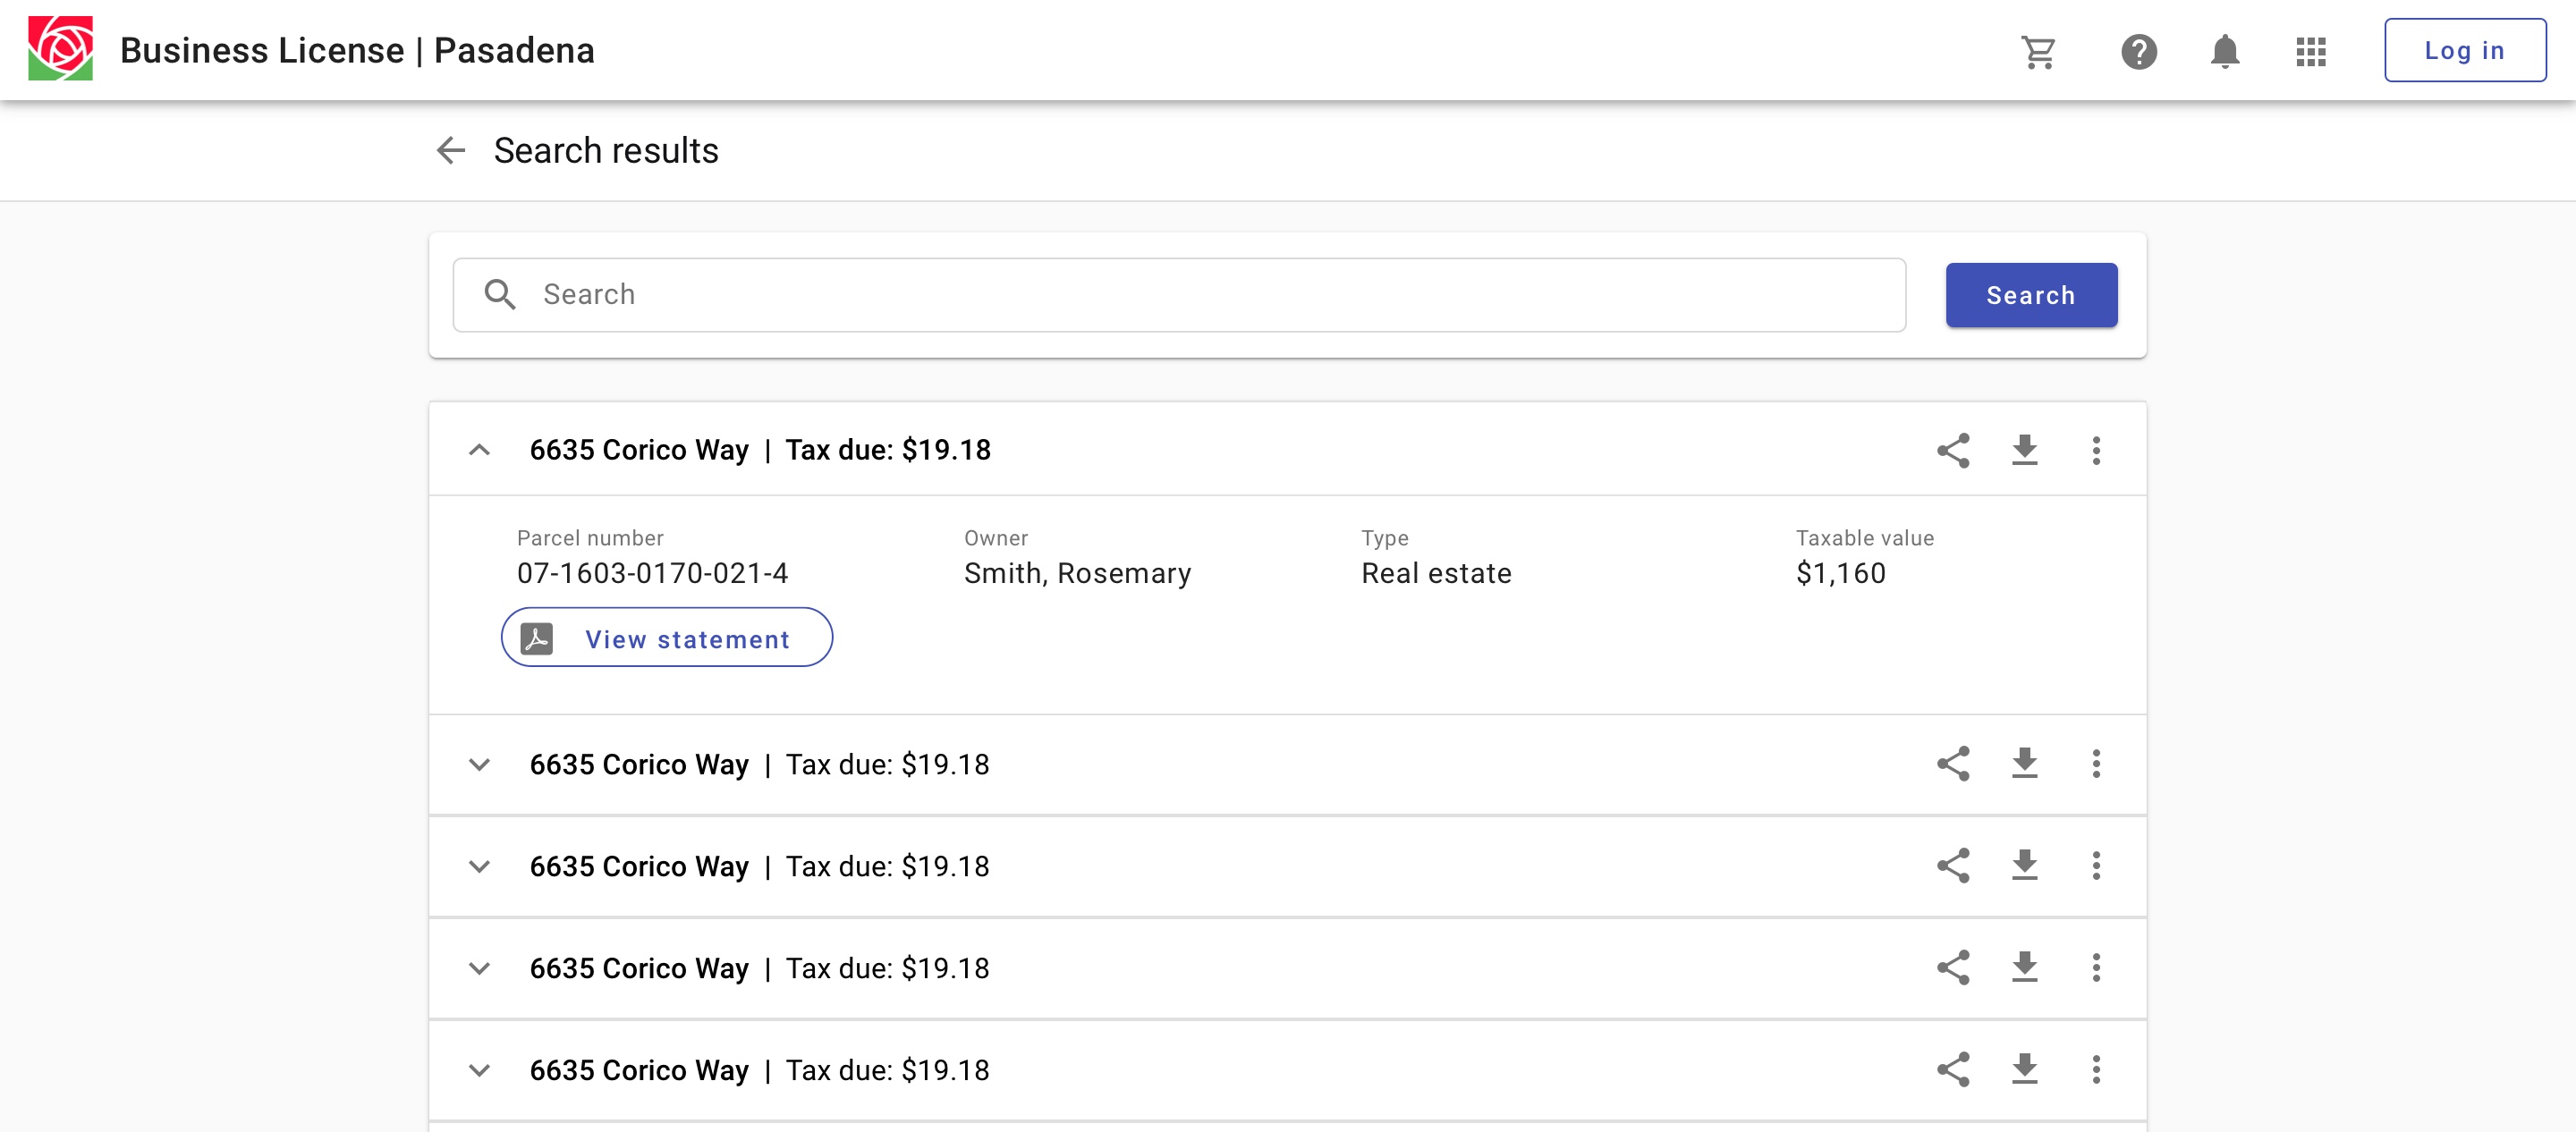 Business License | Pasadena
Log in
Search results
Search
Search
6635 Corico Way | Tax due: $19.18
Parcel number Owner Type Taxable value
07-1603-0170-021-4 Smith, Rosemary Real estate $1,160
View statement
6635 Corico Way | Tax due: $19.18
6635 Corico Way | Tax due: $19.18
6635 Corico Way | Tax due: $19.18
6635 Corico Way | Tax due: $19.18